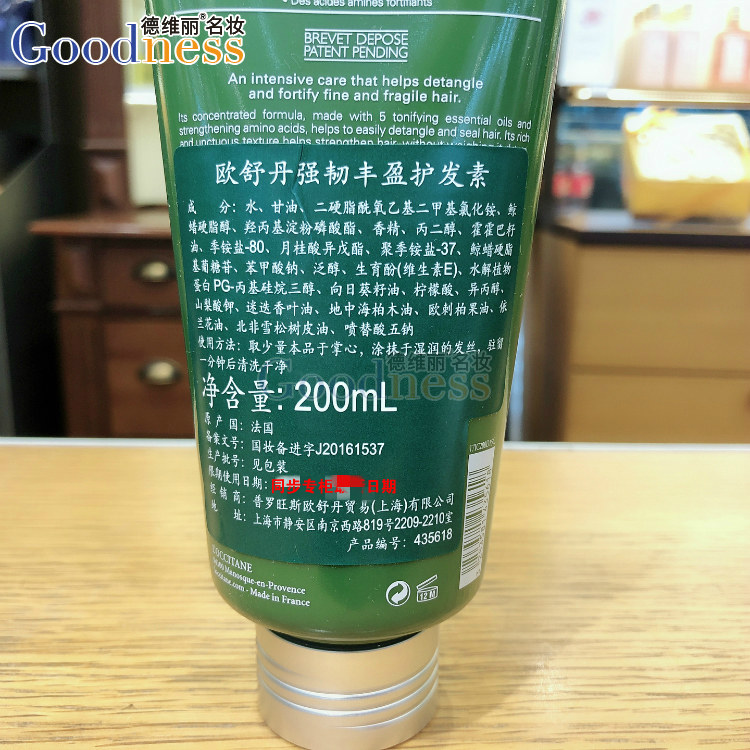 德维丽®名妆
Goodness
• Des acides aminés fortifiants
BREVET DEPOSE
PATENT PENDING
An intensive care that helps detangle
and fortify fine and fragile hair.
Its concentrated formula, made with 5 tonifying essential oils and
strengthening amino acids, helps to easily detangle and seal hair. Its rich
and unctuous texture helps strengthen hair, without
欧舒丹强韧丰盈护发素
成 分:水、甘油、二硬脂酰氧乙基二甲基氯化铵、鲸
蜡硬脂醇、羟丙基淀粉磷酸酯、香精、丙二醇、霍霍巴籽
油、季铵盐-80、月桂酸异戊酯、聚季铵盐-37、鲸蜡硬脂
基葡糖苷、苯甲酸钠、泛醇、生育酚(维生素E)、水解植物
蛋白 PG-丙基硅烷三醇、向日葵籽油、柠檬酸、异丙醇、
山梨酸钾、迷迭香叶油、地中海柏木油、欧刺柏果油、依
兰花油、北非雪松树皮油、喷替酸五钠
使用方法:取少量本品于掌心,涂抹于湿润的发丝,驻留
一分钟后清洗干净
德维丽名妆
Goodness
净含量: 200mL
原 产 国: 法国
备案文号: 国妆备进字J20161537
生产批号: 见包装
限期使用日期:
同步专柜 日期
经 销 商: 普罗旺斯欧舒丹贸易(上海)有限公司
地 址: 上海市静安区南京西路819号2209-2210室
产品编号: 435618
L'OCCITANE
Manosque-en-Provence
loccitane.com - Made in France
12 M